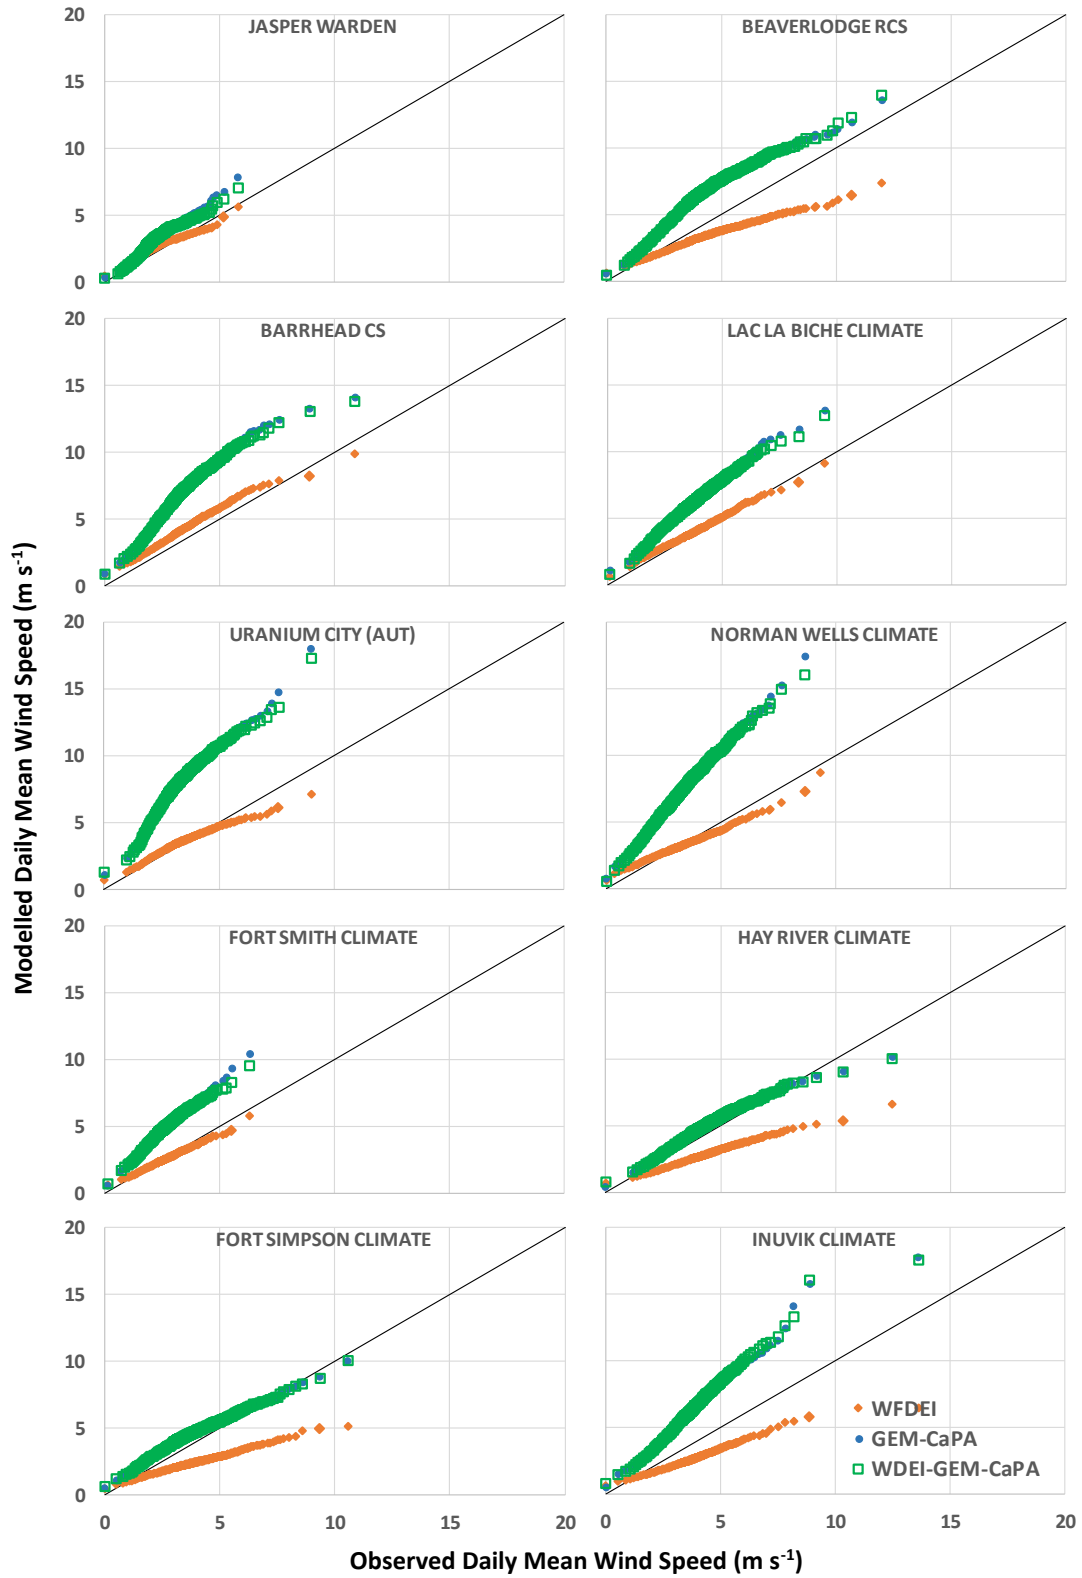 JASPER WARDEN
BEAVERLODGE RCS
20
15
10
5
0
20
15
10
5
0
BARRHEAD CS
LAC LA BICHE CLIMATE
20
15
10
5
0
20
15
10
5
0
URANIUM CITY (AUT)
NORMAN WELLS CLIMATE
20
15
10
5
0
20
15
10
5
0
FORT SMITH CLIMATE
HAY RIVER CLIMATE
20
15
10
5
0
20
15
10
5
0
FORT SIMPSON CLIMATE
INUVIK CLIMATE
20
15
10
5
0
20
15
10
5
0
WFDEI
GEM-CaPA
WDEI-GEM-CaPA
0 5 10 15 20
0 5 10 15 20
Modelled Daily Mean Wind Speed (m s⁻¹)
Observed Daily Mean Wind Speed (m s⁻¹)